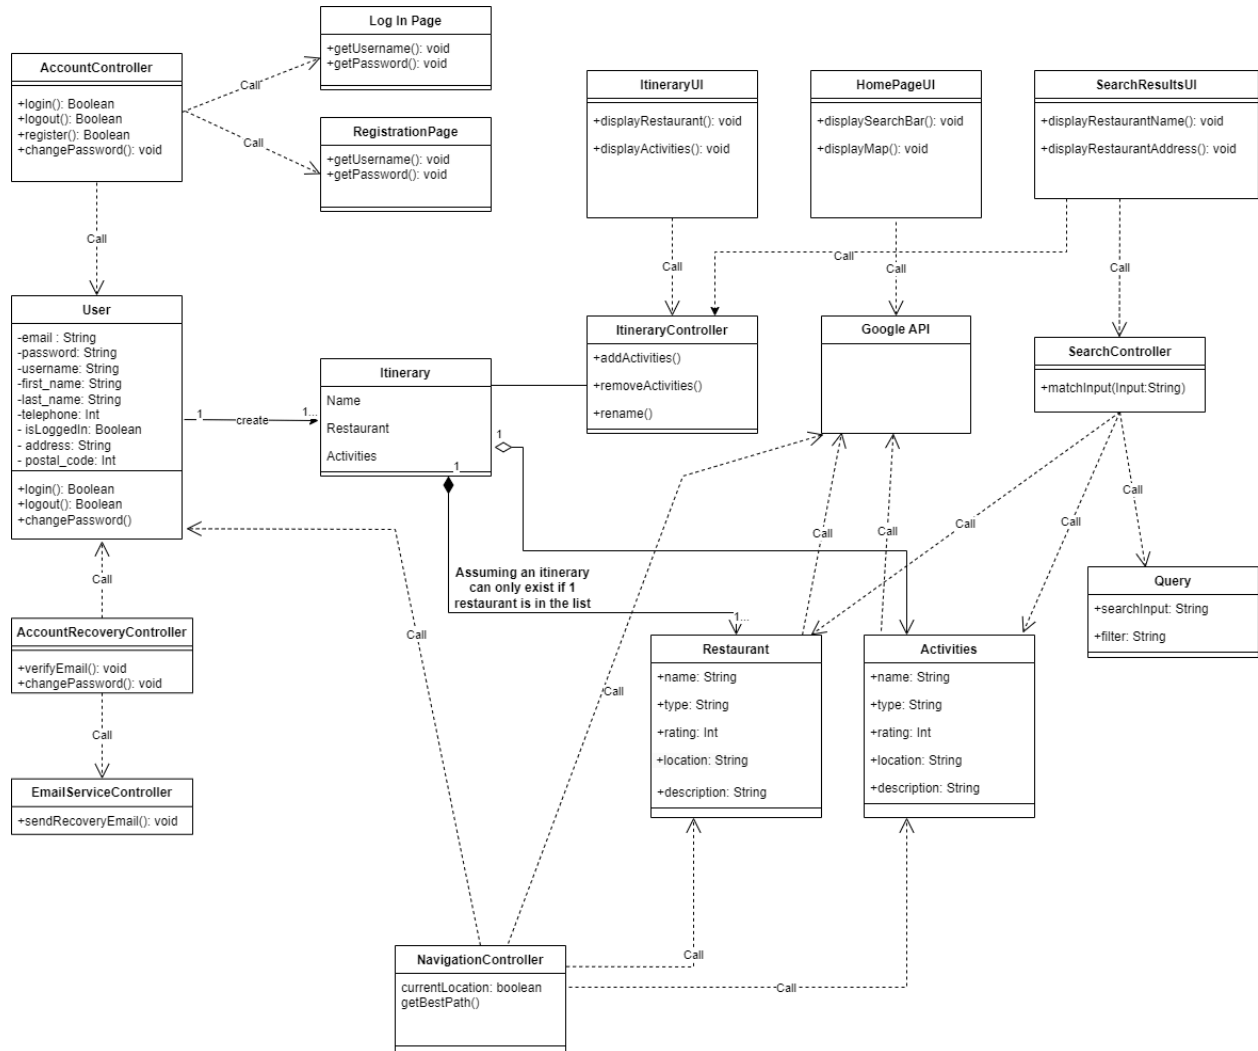 Log In Page
+getUsername(): void
+getPassword(): void
AccountController
+login(): Boolean
+logout(): Boolean
+register(): Boolean
+changePassword(): void
Call
Call
RegistrationPage
+getUsername(): void
+getPassword(): void
ItineraryUI
+displayRestaurant(): void
+displayActivities(): void
HomePageUI
+displaySearchBar(): void
+displayMap(): void
SearchResultsUI
+displayRestaurantName(): void
+displayRestaurantAddress(): void
Call
Call
Call
Call
Call
User
-email : String
-password: String
-username: String
-first_name: String
-last_name: String
-telephone: Int
- isLoggedIn: Boolean
- address: String
- postal_code: Int
+login(): Boolean
+logout(): Boolean
+changePassword()
1
create
1...
Itinerary
Name
Restaurant
Activities
1
1
ItineraryController
+addActivities()
+removeActivities()
+rename()
Google API
SearchController
+matchInput(Input:String)
Call
Call
Call
Call
Call
Assuming an itinerary
can only exist if 1
restaurant is in the list
1...
Query
+searchInput: String
+filter: String
Call
AccountRecoveryController
+verifyEmail(): void
+changePassword(): void
Call
Call
Call
EmailServiceController
+sendRecoveryEmail(): void
Restaurant
+name: String
+type: String
+rating: Int
+location: String
+description: String
Activities
+name: String
+type: String
+rating: Int
+location: String
+description: String
NavigationController
currentLocation: boolean
getBestPath()
Call
Call